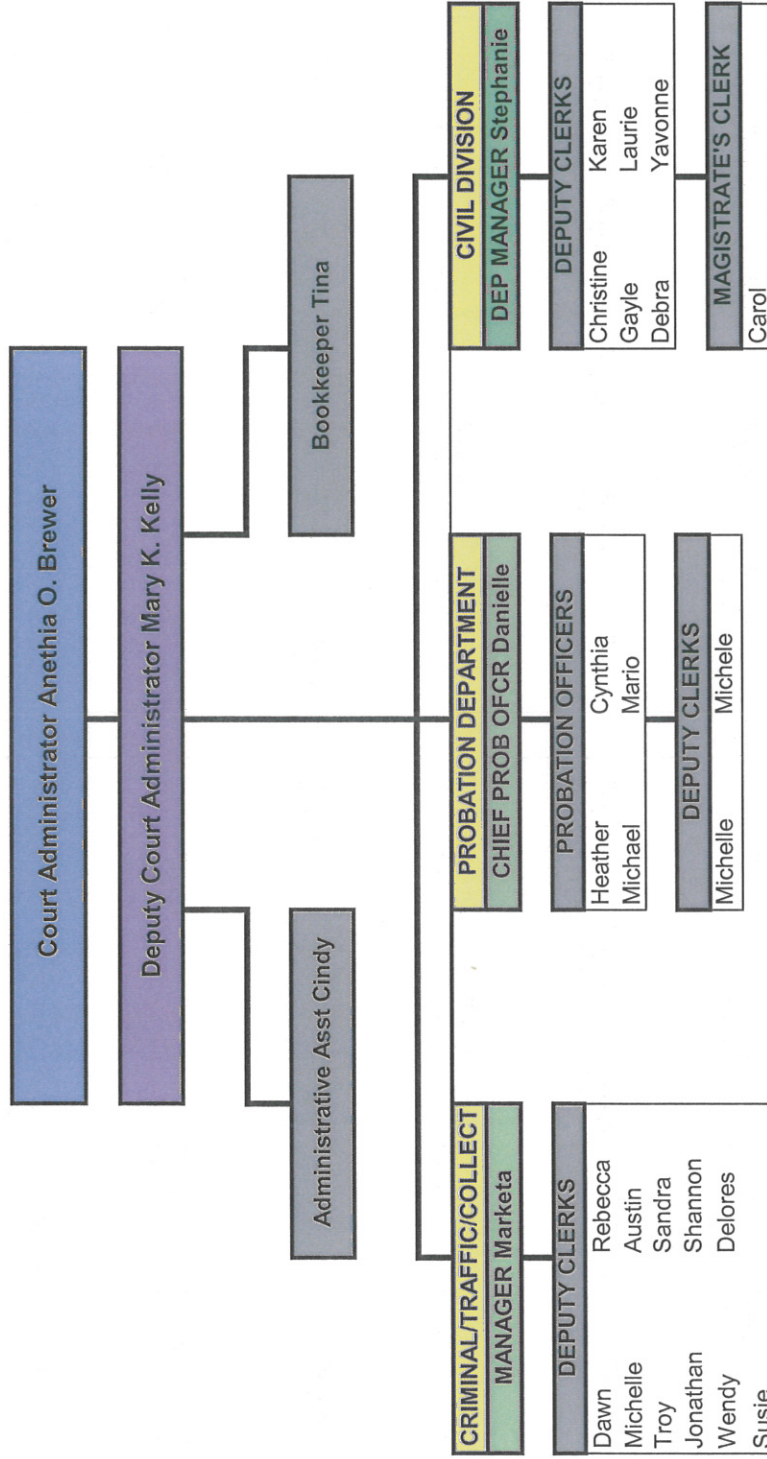 Court Administrator Anethia O. Brewer
Deputy Court Administrator Mary K. Kelly
Administrative Asst Cindy
Bookkeeper Tina
CRIMINAL/TRAFFIC/COLLECT
MANAGER Marketa
DEPUTY CLERKS
Dawn Rebecca
Michelle Austin
Troy Sandra
Jonathan Shannon
Wendy Delores
Susie
PROBATION DEPARTMENT
CHIEF PROB OFCR Danielle
PROBATION OFFICERS
Heather Cynthia
Michael Mario
DEPUTY CLERKS
Michelle Michele
CIVIL DIVISION
DEP MANAGER Stephanie
DEPUTY CLERKS
Christine Karen
Gayle Laurie
Debra Yavonne
MAGISTRATE'S CLERK
Carol